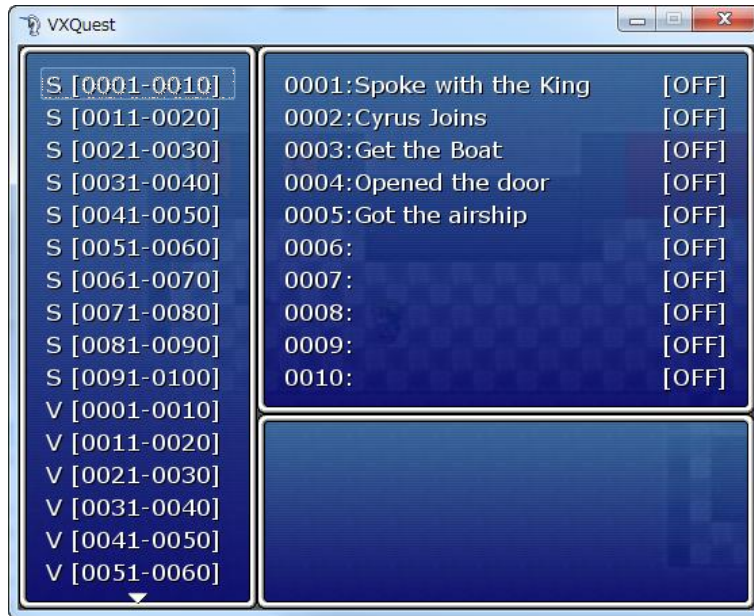 VXQuest
S [0001-0010]
S [0011-0020]
S [0021-0030]
S [0031-0040]
S [0041-0050]
S [0051-0060]
S [0061-0070]
S [0071-0080]
S [0081-0090]
S [0091-0100]
V [0001-0010]
V [0011-0020]
V [0021-0030]
V [0031-0040]
V [0041-0050]
V [0051-0060]
0001:Spoke with the King [OFF]
0002:Cyrus Joins [OFF]
0003:Get the Boat [OFF]
0004:Opened the door [OFF]
0005:Got the airship [OFF]
0006: [OFF]
0007: [OFF]
0008: [OFF]
0009: [OFF]
0010: [OFF]